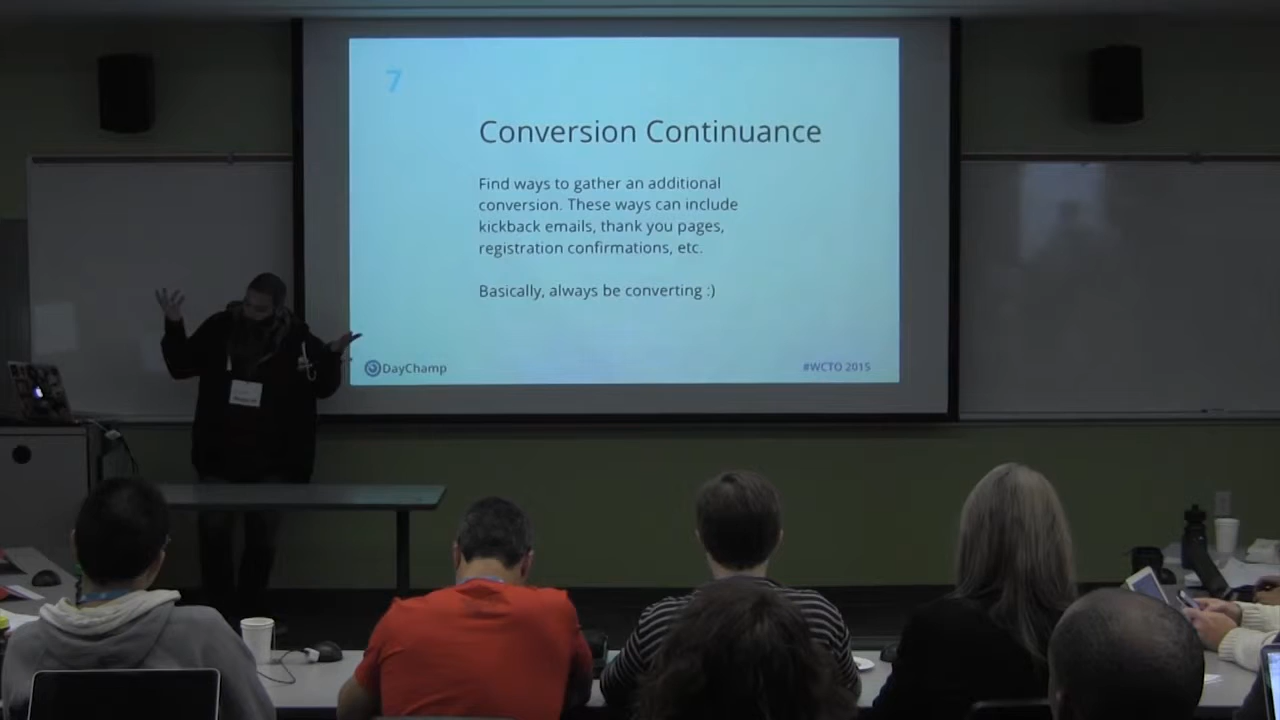 7
Conversion Continuance
Find ways to gather an additional
conversion. These ways can include
kickback emails, thank you pages,
registration confirmations, etc.
Basically, always be converting :)
DayChamp
#WCTO 2015